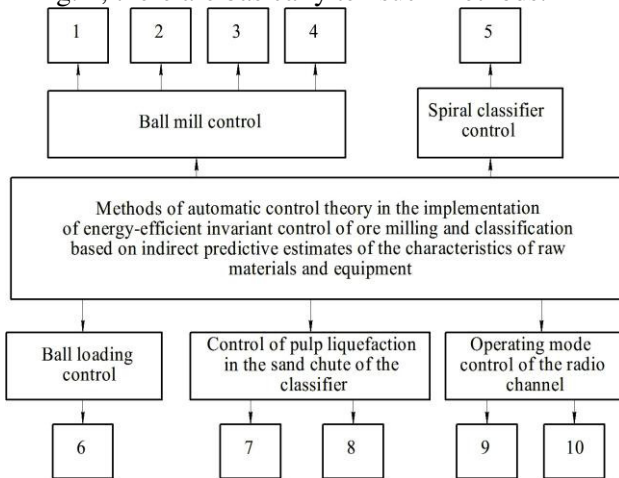 1 2 3 4 5
Ball mill control
Spiral classifier
control
Methods of automatic control theory in the implementation
of energy-efficient invariant control of ore milling and classification
based on indirect predictive estimates of the characteristics of raw
materials and equipment
Ball loading
control
Control of pulp liquefaction
in the sand chute of the
classifier
Operating mode
control of the radio
channel
6 7 8 9 10